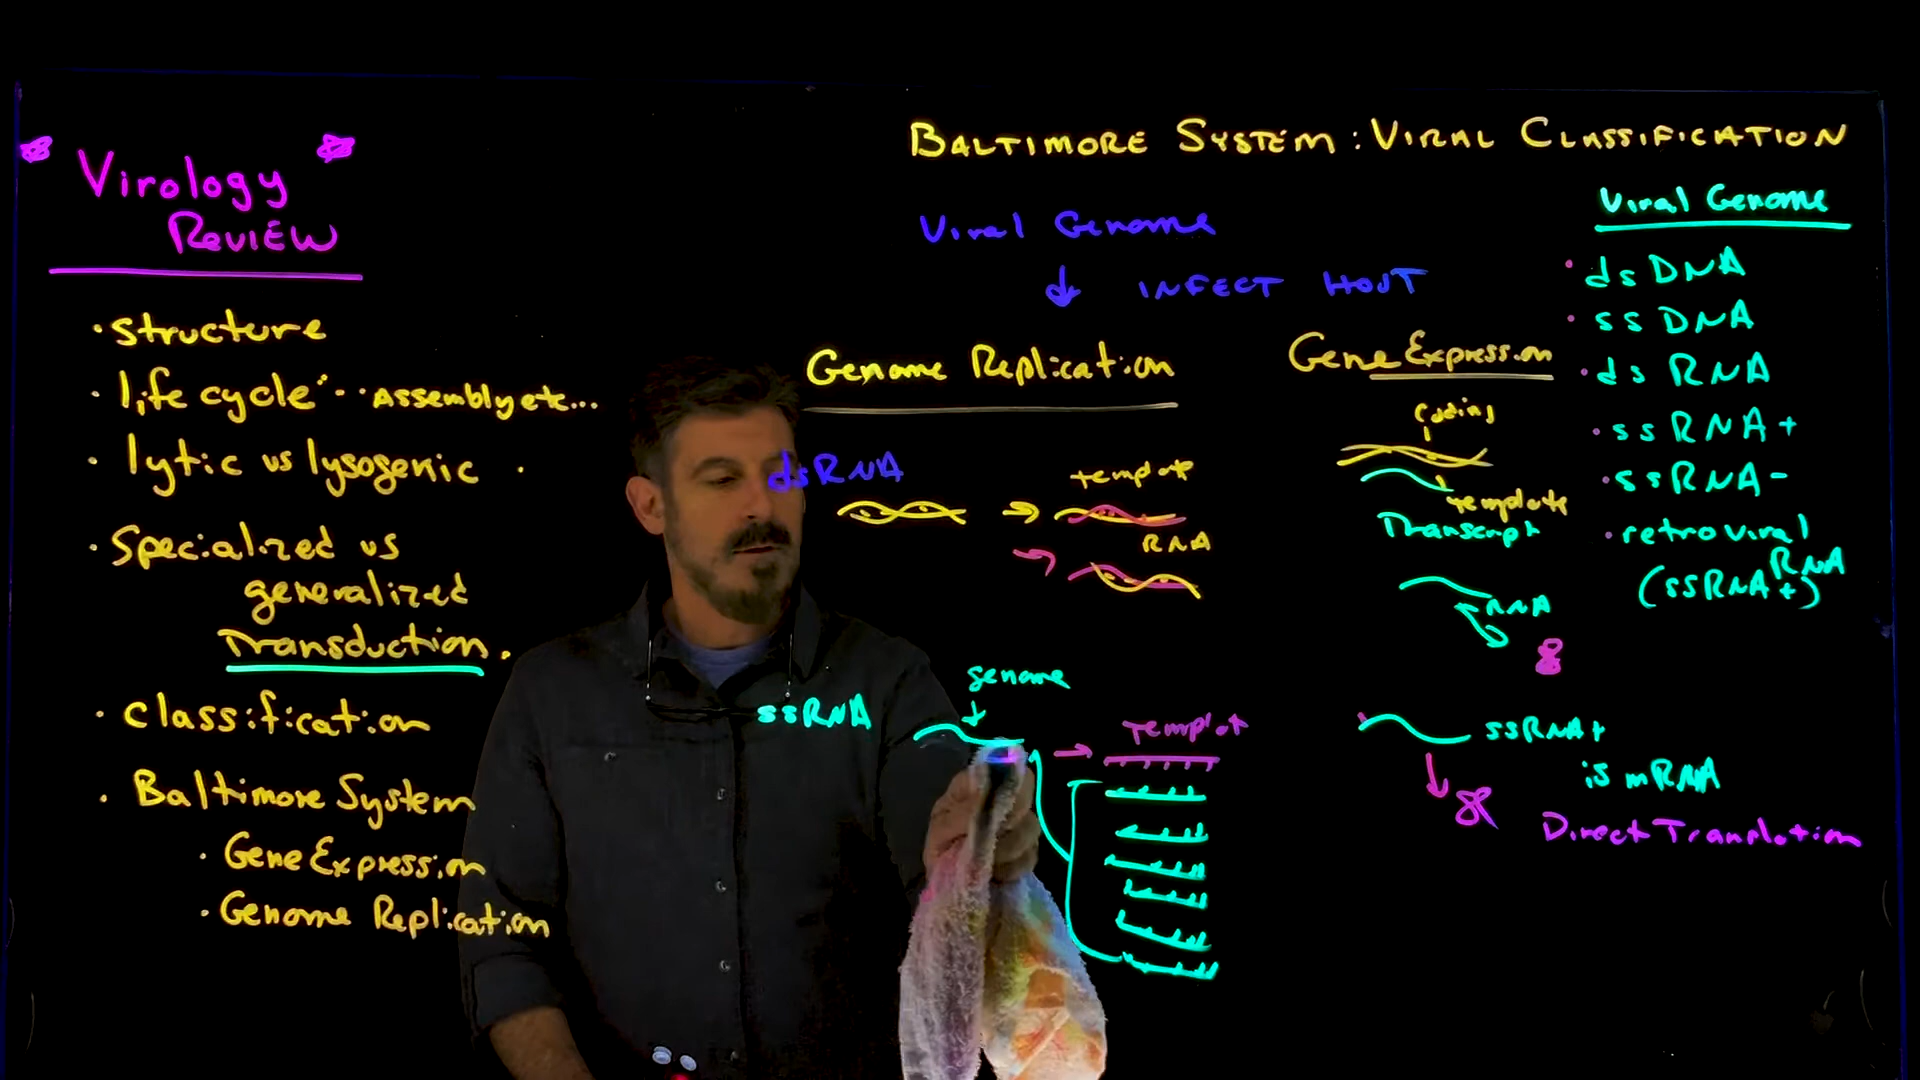 Virology
Review
• Structure
• life cycle • • Assembly etc...
• lytic vs lysogenic •
• Specialized vs
generalized
Transduction.
• Classification
• Baltimore System
• Gene Expression
• Genome Replication
BALTIMORE SYSTEM: VIRAL CLASSIFICATION
Viral Genome
INFECT HOST
Genome Replication
dsRNA
template
RNA
genome
ssRNA
Templat
Gene Expression
Coding
template
Transcript
RNA
ssRNA+
is mRNA
Direct Translation
Viral Genome
• ds DNA
• ss DNA
• ds RNA
• ss RNA+
• ss RNA-
• retroviral
RNA
(ssRNA+)